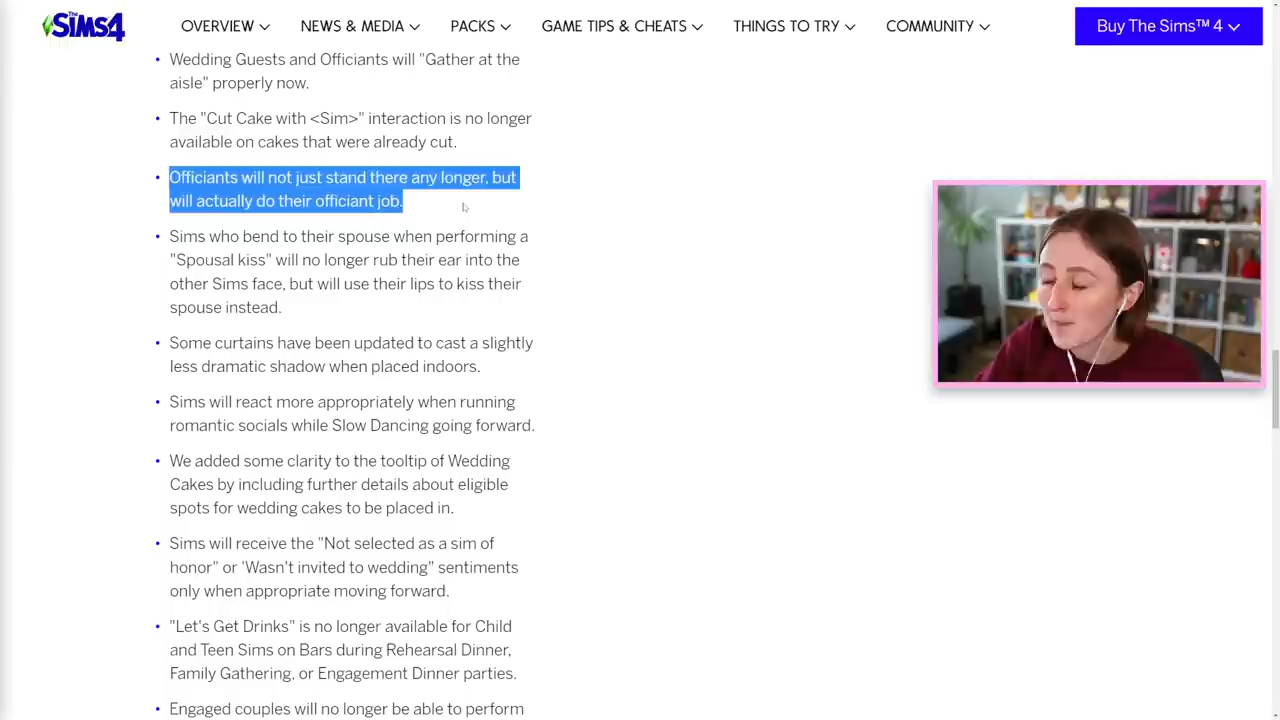 The SIMS 4
OVERVIEW
NEWS & MEDIA
PACKS
GAME TIPS & CHEATS
THINGS TO TRY
COMMUNITY
Buy The Sims™ 4
• Wedding Guests and Officiants will "Gather at the
aisle" properly now.
• The "Cut Cake with <Sim>" interaction is no longer
available on cakes that were already cut.
• Officiants will not just stand there any longer, but
will actually do their officiant job.
• Sims who bend to their spouse when performing a
"Spousal kiss" will no longer rub their ear into the
other Sims face, but will use their lips to kiss their
spouse instead.
• Some curtains have been updated to cast a slightly
less dramatic shadow when placed indoors.
• Sims will react more appropriately when running
romantic socials while Slow Dancing going forward.
• We added some clarity to the tooltip of Wedding
Cakes by including further details about eligible
spots for wedding cakes to be placed in.
• Sims will receive the "Not selected as a sim of
honor" or 'Wasn't invited to wedding" sentiments
only when appropriate moving forward.
• "Let's Get Drinks" is no longer available for Child
and Teen Sims on Bars during Rehearsal Dinner,
Family Gathering, or Engagement Dinner parties.
• Engaged couples will no longer be able to perform